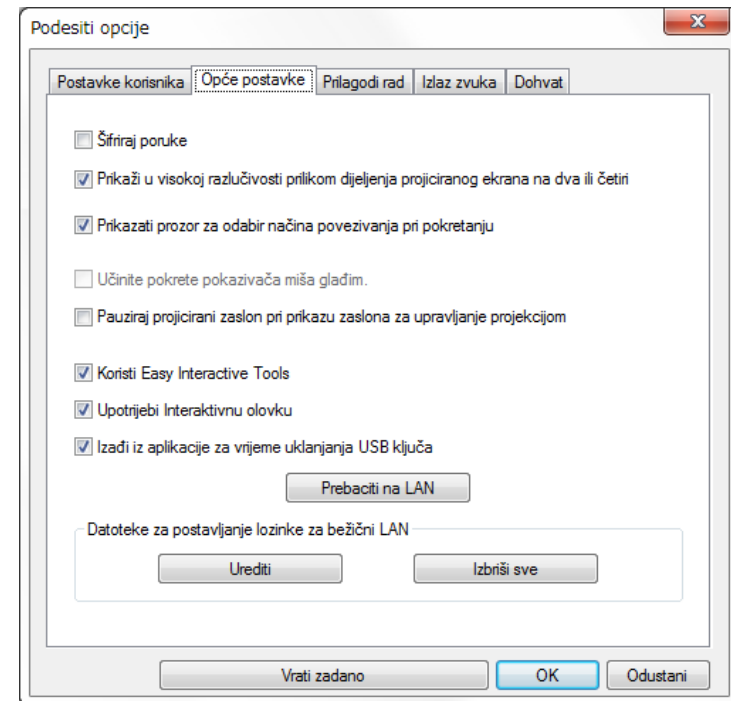 Podesiti opcije
Postavke korisnika Opće postavke Prilagodi rad Izlaz zvuka Dohvat
Šifriraj poruke
Prikaži u visokoj razlučivosti prilikom dijeljenja projiciranog ekrana na dva ili četiri
Prikazati prozor za odabir načina povezivanja pri pokretanju
Učinite pokrete pokazivača miša glađim.
Pauziraj projicirani zaslon pri prikazu zaslona za upravljanje projekcijom
Koristi Easy Interactive Tools
Upotrijebi Interaktivnu olovku
Izađi iz aplikacije za vrijeme uklanjanja USB ključa
Prebaciti na LAN
Datoteke za postavljanje lozinke za bežični LAN
Urediti Izbriši sve
Vrati zadano OK Odustani